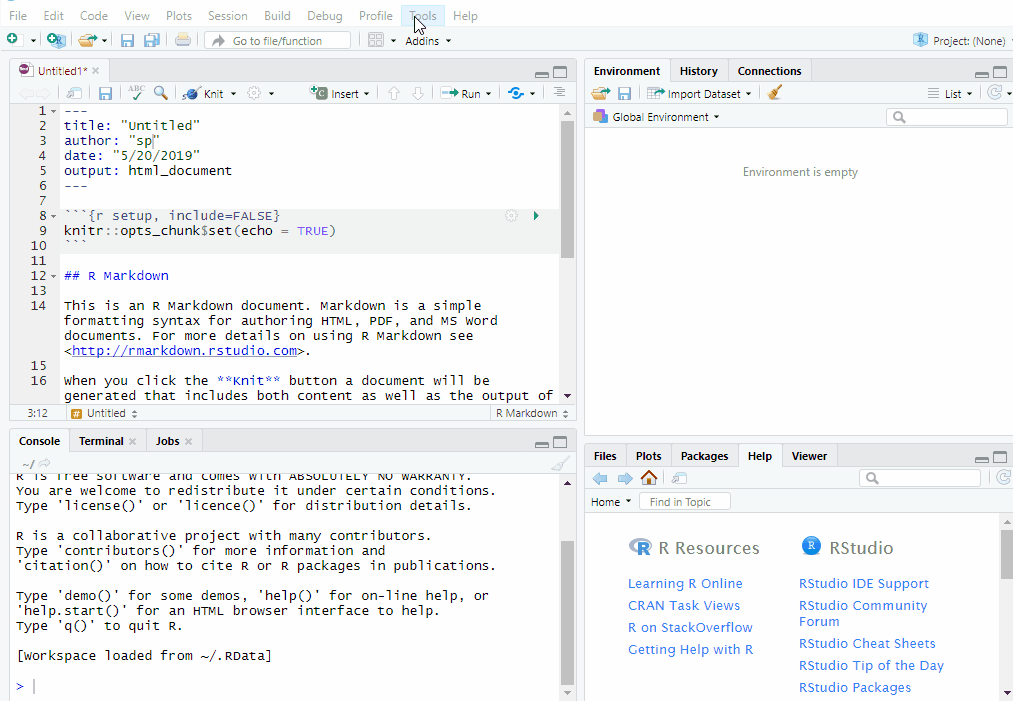 File Edit Code View Plots Session Build Debug Profile Tools Help
Go to file/function Addins Project: (None)
Untitled1*
ABC Knit Insert Run
1 ---
2 title: "Untitled"
3 author: "sp"
4 date: "5/20/2019"
5 output: html_document
6 ---
7
8 ```{r setup, include=FALSE}
9 knitr::opts_chunk$set(echo = TRUE)
10 ```
11
12 ## R Markdown
13
14 This is an R Markdown document. Markdown is a simple
formatting syntax for authoring HTML, PDF, and MS Word
documents. For more details on using R Markdown see
<http://rmarkdown.rstudio.com>.
15
16 When you click the **Knit** button a document will be
generated that includes both content as well as the output of
3:12 # Untitled R Markdown
Console Terminal Jobs
~/
R is free software and comes with ABSOLUTELY NO WARRANTY.
You are welcome to redistribute it under certain conditions.
Type 'license()' or 'licence()' for distribution details.
R is a collaborative project with many contributors.
Type 'contributors()' for more information and
'citation()' on how to cite R or R packages in publications.
Type 'demo()' for some demos, 'help()' for on-line help, or
'help.start()' for an HTML browser interface to help.
Type 'q()' to quit R.
[Workspace loaded from ~/.RData]
>
Environment History Connections
Import Dataset List
Global Environment
Environment is empty
Files Plots Packages Help Viewer
Home Find in Topic
R R Resources
Learning R Online
CRAN Task Views
R on StackOverflow
Getting Help with R
R RStudio
RStudio IDE Support
RStudio Community
Forum
RStudio Cheat Sheets
RStudio Tip of the Day
RStudio Packages